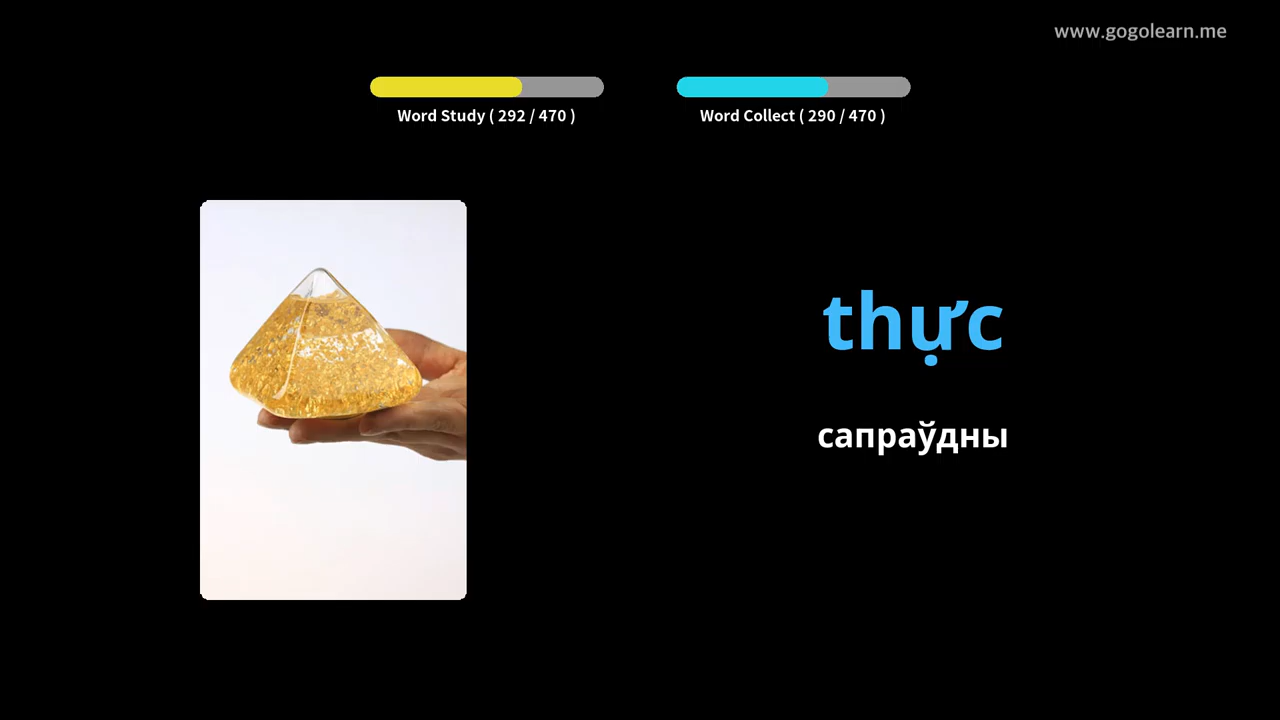 www.gogolearn.me
Word Study ( 292 / 470 )
Word Collect ( 290 / 470 )
thực
сапраўдны